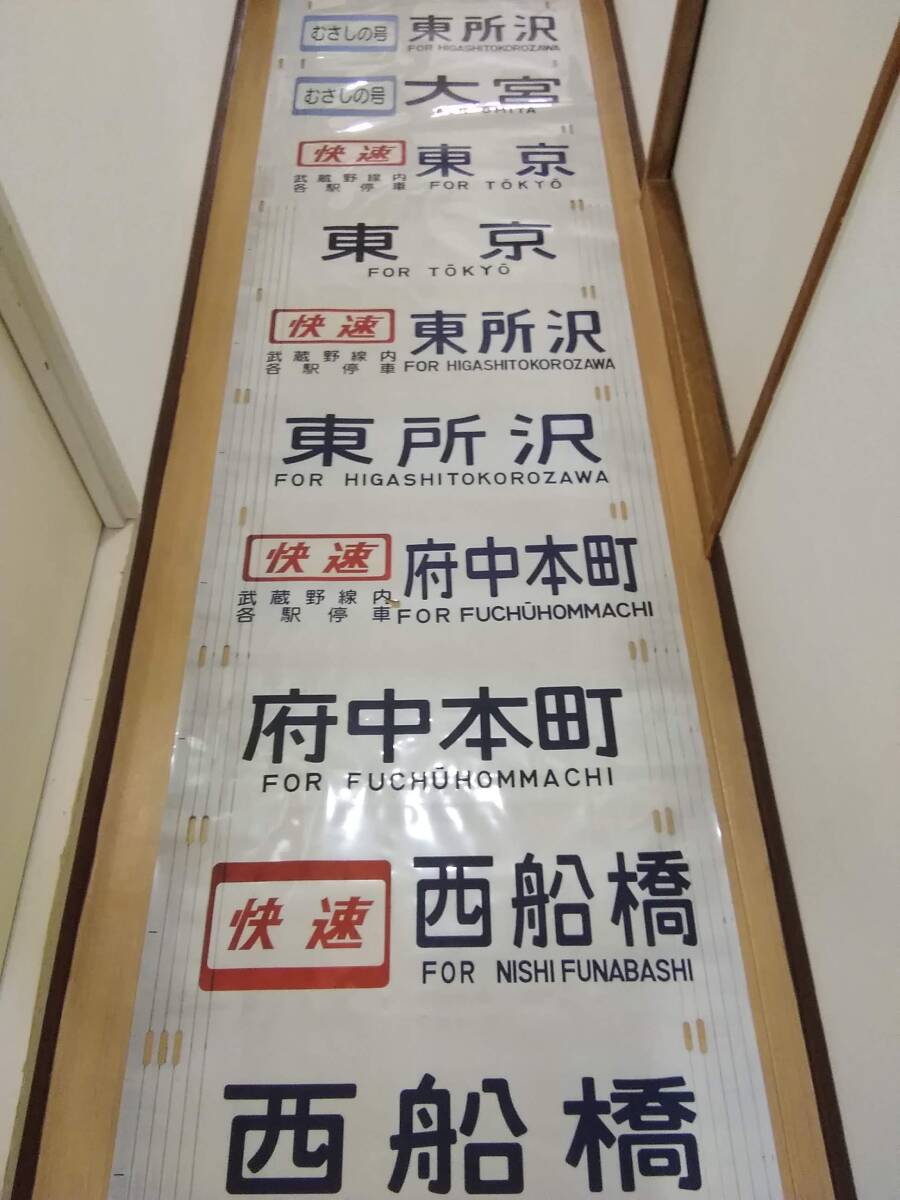 むさしの号 東所沢
FOR HIGASHITOKOROZAWA
むさしの号 大宮
快速 東京
武蔵野線内
各駅停車 FOR TŌKYŌ
東京
FOR TŌKYŌ
快速 東所沢
武蔵野線内
各駅停車 FOR HIGASHITOKOROZAWA
東所沢
FOR HIGASHITOKOROZAWA
快速 府中本町
武蔵野線内
各駅停車 FOR FUCHŪHOMMACHI
府中本町
FOR FUCHŪHOMMACHI
快速 西船橋
FOR NISHIFUNABASHI
西船橋